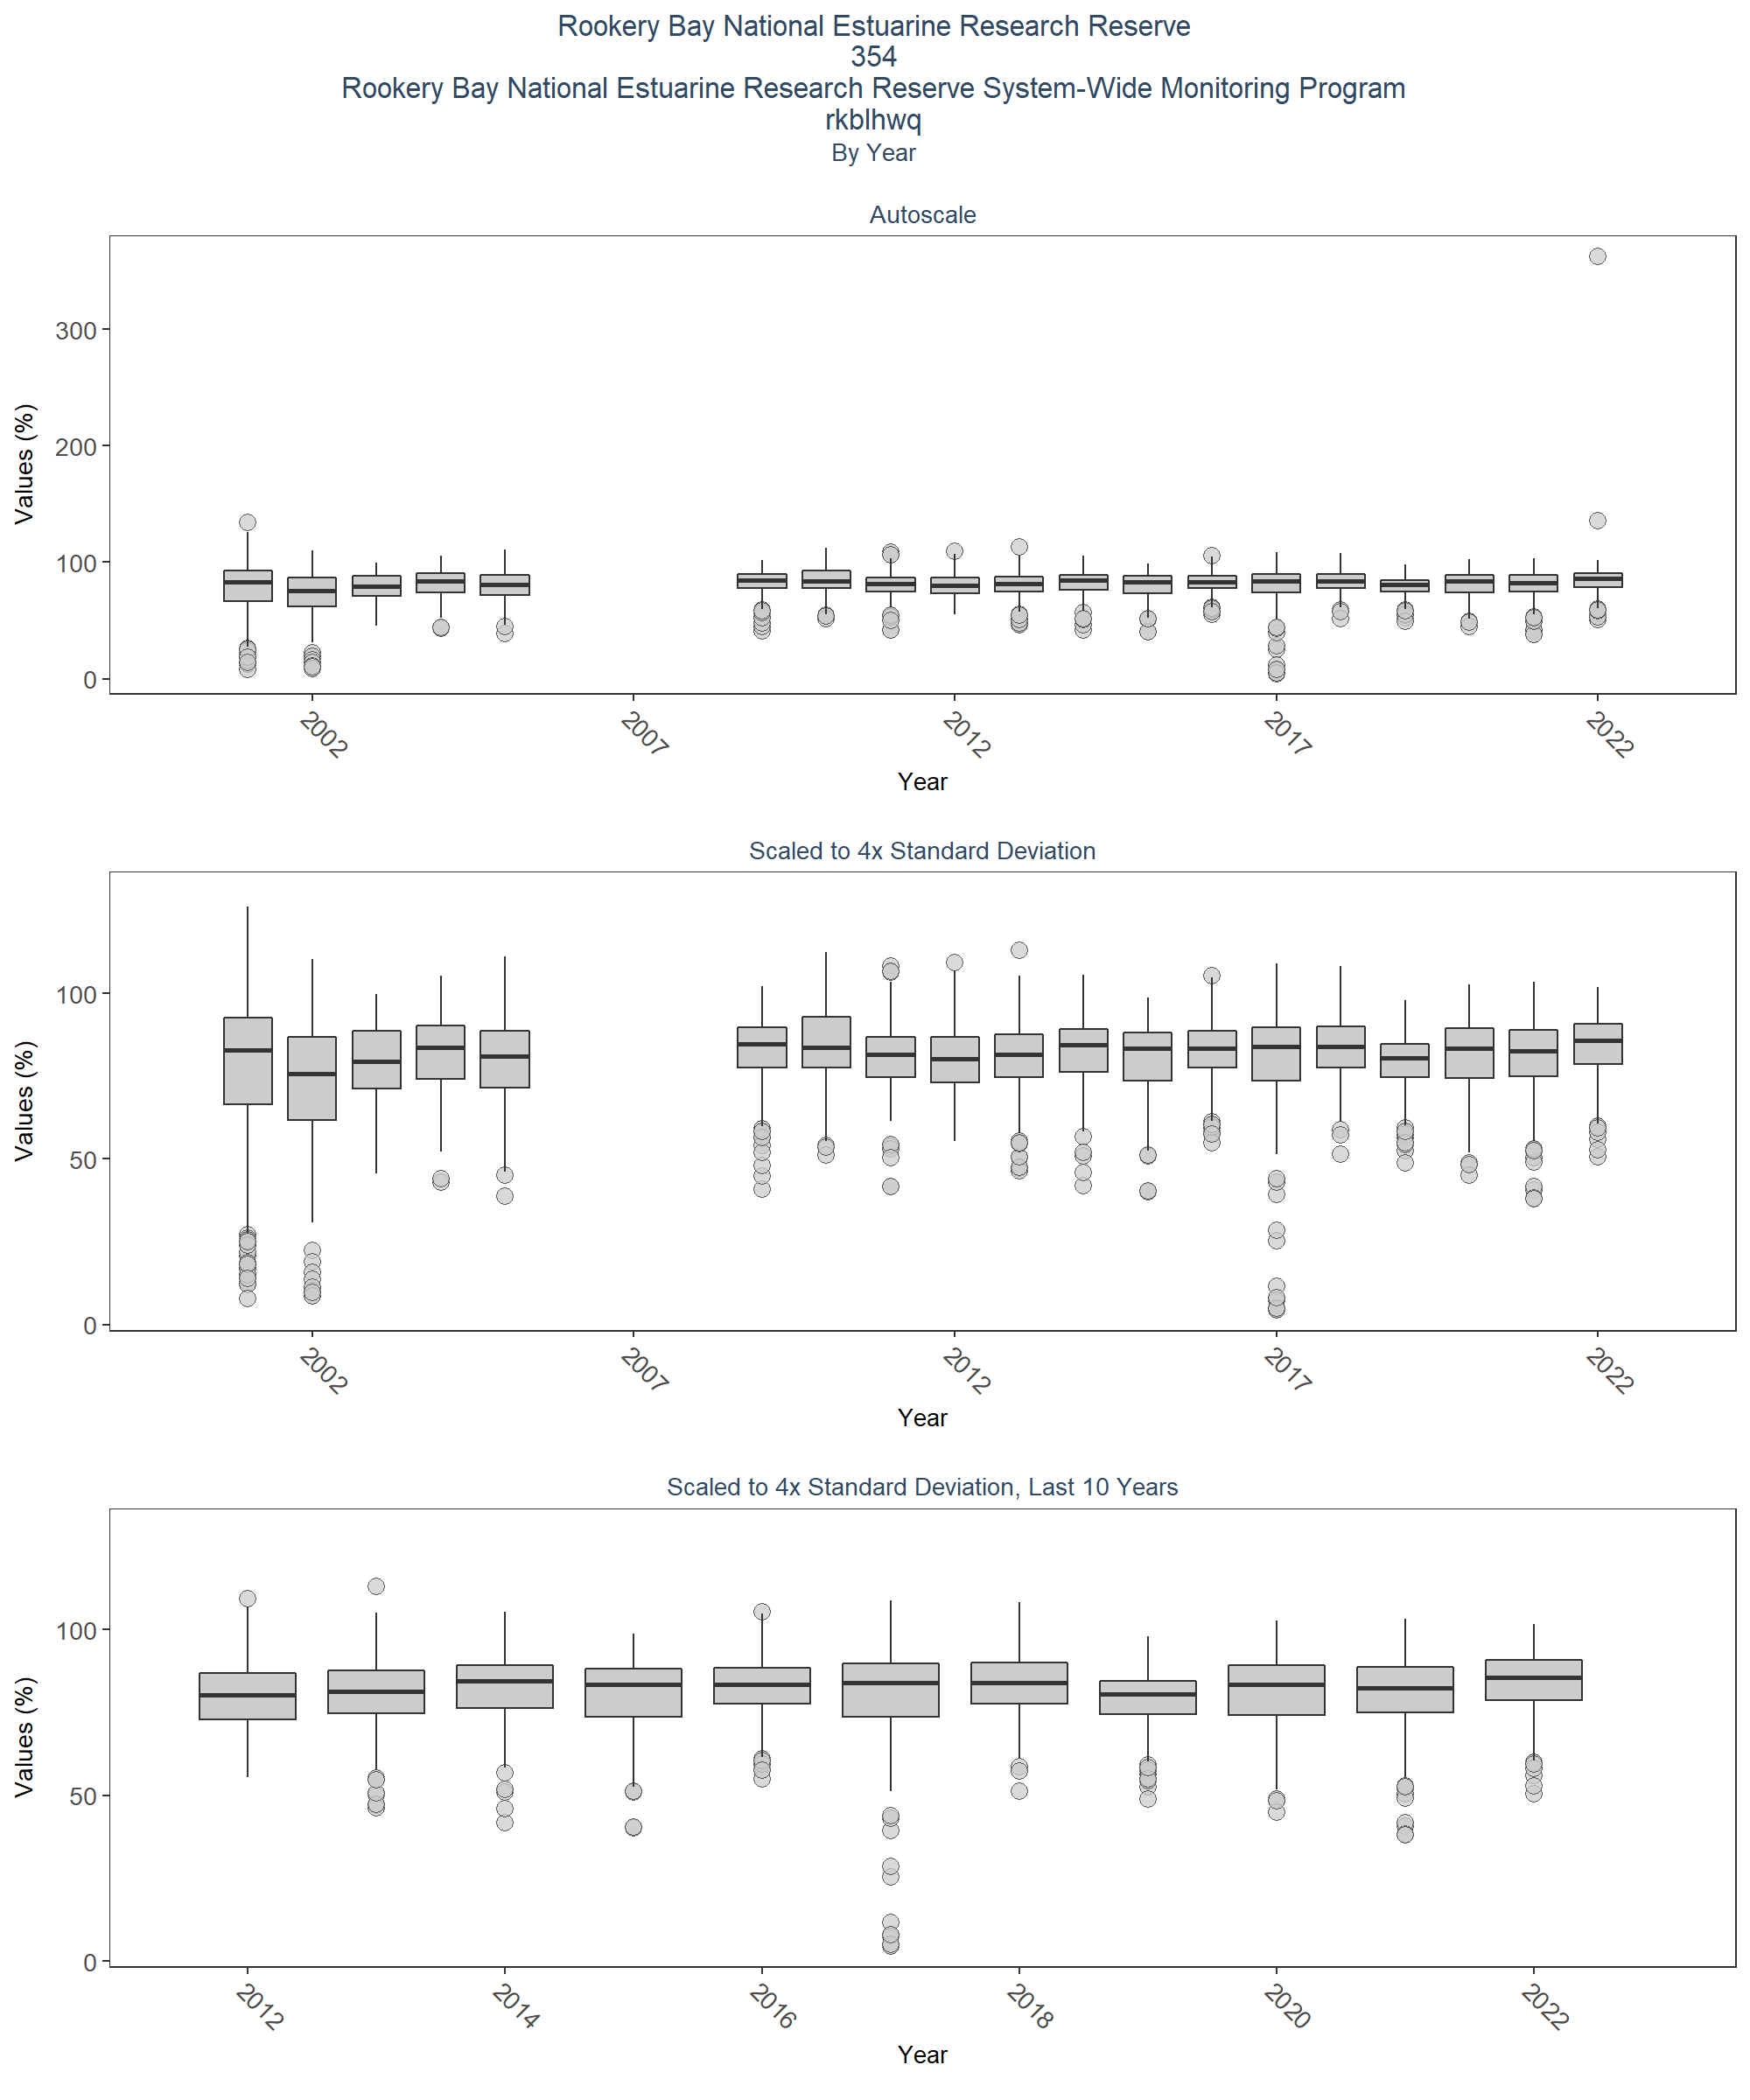 Rookery Bay National Estuarine Research Reserve
354
Rookery Bay National Estuarine Research Reserve System-Wide Monitoring Program
rkblhwq
By Year
Autoscale
Values (%)
300
200
100
0
2002 2007 2012 2017 2022
Year
Scaled to 4x Standard Deviation
Values (%)
100
50
0
2002 2007 2012 2017 2022
Year
Scaled to 4x Standard Deviation, Last 10 Years
Values (%)
100
50
0
2012 2014 2016 2018 2020 2022
Year